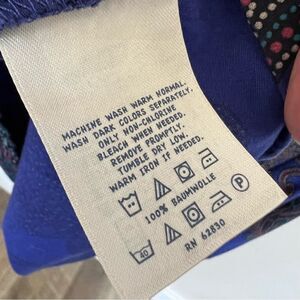 MACHINE WASH WARM NORMAL.
WASH DARK COLORS SEPARATELY.
ONLY NON-CHLORINE
BLEACH WHEN NEEDED.
REMOVE PROMPTLY.
TUMBLE DRY LOW.
WARM IRON IF NEEDED.
100% BAUMWOLLE
P
40
RN 62830